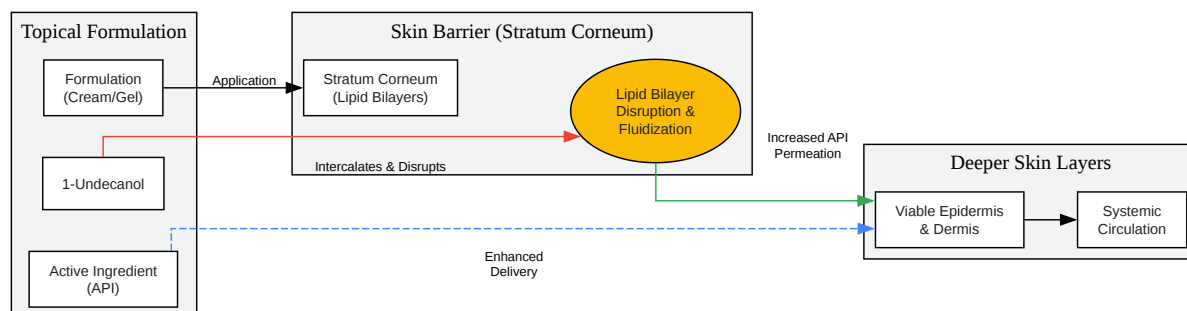 Topical Formulation
Formulation
(Cream/Gel)
1-Undecanol
Active Ingredient
(API)
Application
Skin Barrier (Stratum Corneum)
Stratum Corneum
(Lipid Bilayers)
Lipid Bilayer
Disruption &
Fluidization
Intercalates & Disrupts
Increased API
Permeation
Enhanced
Delivery
Deeper Skin Layers
Viable Epidermis
& Dermis
Systemic
Circulation